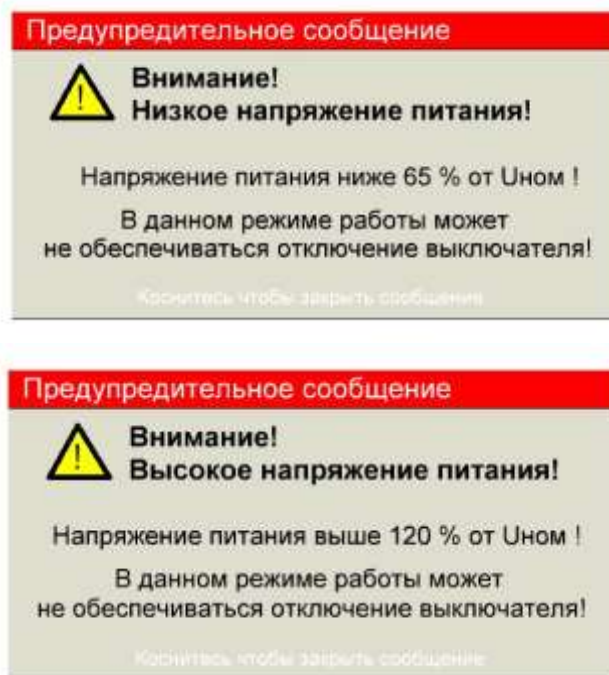 Предупредительное сообщение
Внимание!
Низкое напряжение питания!
Напряжение питания ниже 65 % от Uном !
В данном режиме работы может
не обеспечиваться отключение выключателя!
Коснитесь чтобы закрыть сообщение
Предупредительное сообщение
Внимание!
Высокое напряжение питания!
Напряжение питания выше 120 % от Uном !
В данном режиме работы может
не обеспечиваться отключение выключателя!
Коснитесь чтобы закрыть сообщение